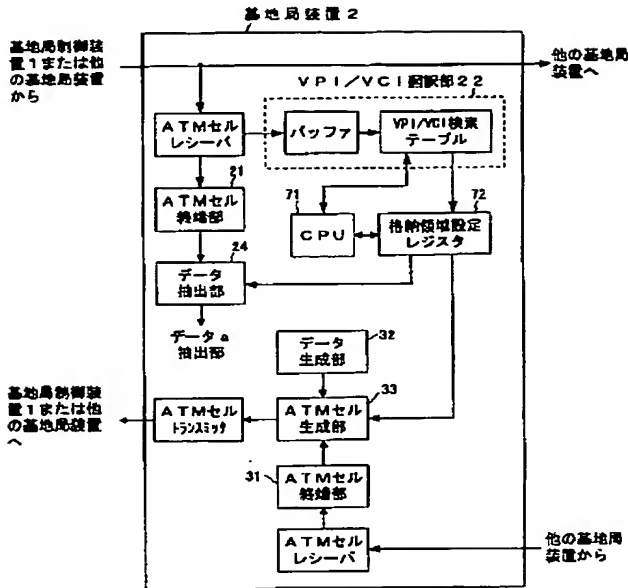 基地局装置2
基地局制御装
置1または他
の基地局装置
から
他の基地局
装置へ
VPI/VCI翻訳部22
ATMセル
レシーバ
バッファ
VPI/VCI検索
テーブル
21
ATMセル
終端部
71
CPU
72
格納領域設定
レジスタ
24
データ
抽出部
データa
抽出部
32
データ
生成部
基地局制御装
置1または他
の基地局装置
へ
ATMセル
トランスミッタ
33
ATMセル
生成部
31
ATMセル
終端部
ATMセル
レシーバ
他の基地局
装置から